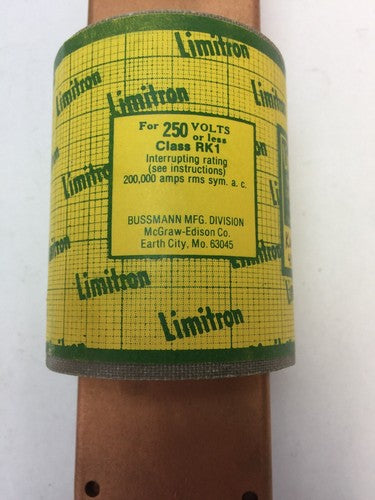 Limitron
Limitron
Limitron
Limitron
For 250 VOLTS
or less
Class RK1
Interrupting rating
(see instructions)
200,000 amps rms sym. a. c.
BUSSMANN MFG. DIVISION
McGraw-Edison Co.
Earth City, Mo. 63045
Limitron
Limitron